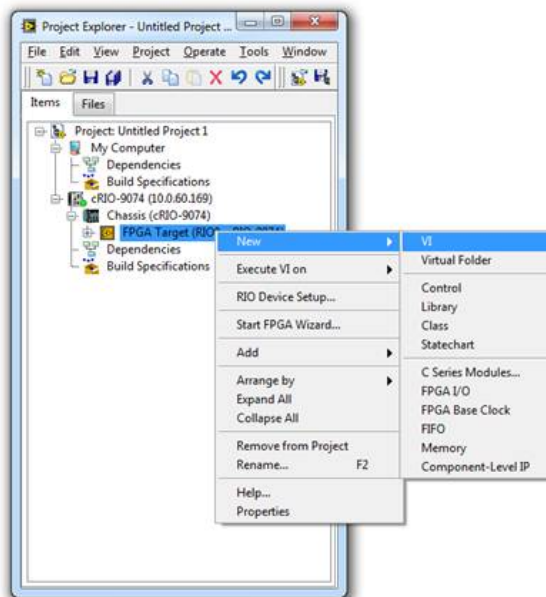 Project Explorer - Untitled Project ...
File Edit View Project Operate Tools Window
Items Files
Project: Untitled Project 1
My Computer
Dependencies
Build Specifications
cRIO-9074 (10.0.60.169)
Chassis (cRIO-9074)
FPGA Target
Dependencies
Build Specifications
New
Execute VI on
RIO Device Setup...
Start FPGA Wizard...
Add
Arrange by
Expand All
Collapse All
Remove from Project
Rename... F2
Help...
Properties
VI
Virtual Folder
Control
Library
Class
Statechart
C Series Modules...
FPGA I/O
FPGA Base Clock
FIFO
Memory
Component-Level IP